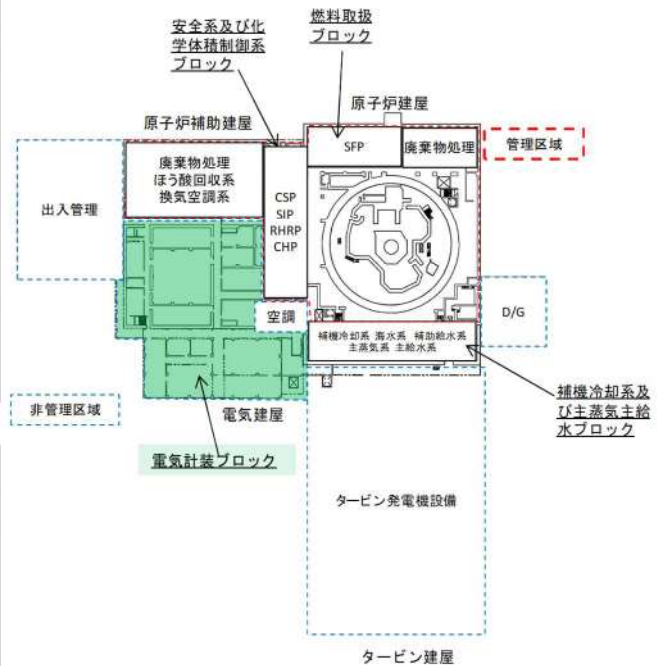 安全系及び化
学体積制御系
ブロック
燃料取扱
ブロック
原子炉補助建屋
原子炉建屋
管理区域
出入管理
廃棄物処理
ほう酸回収系
換気空調系
SFP
廃棄物処理
CSP
SIP
RHRP
CHP
空調
D/G
補機冷却系 海水系 補助給水系
主蒸気系 主給水系
非管理区域
電気建屋
電気計装ブロック
補機冷却系及
び主蒸気主給
水ブロック
タービン発電機設備
タービン建屋